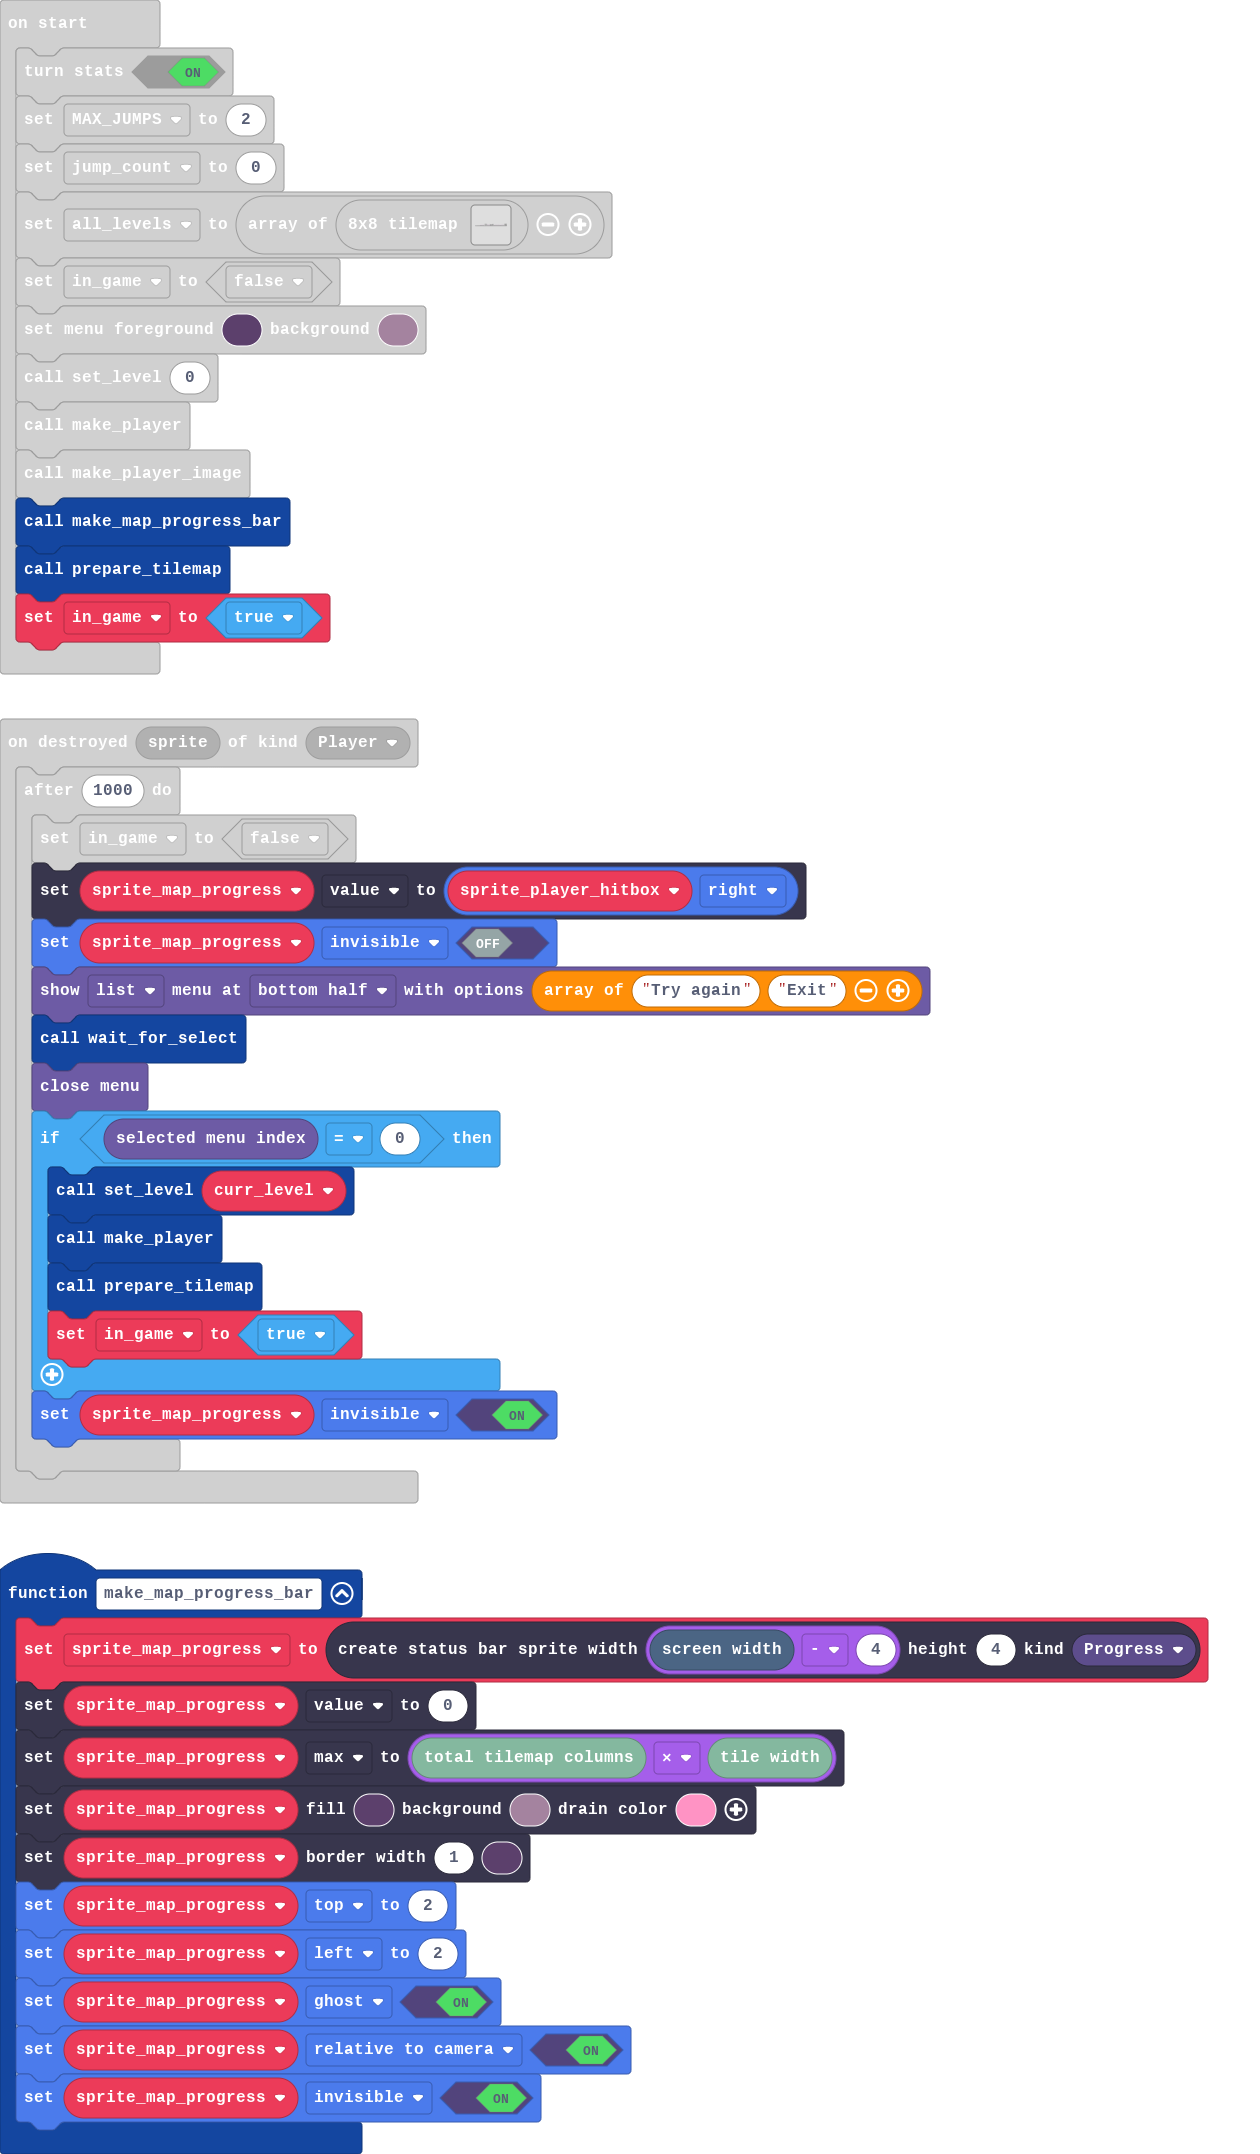 on start
turn stats ON
set MAX_JUMPS to 2
set jump_count to 0
set all_levels to array of 8x8 tilemap
set in_game to false
set menu foreground background
call set_level 0
call make_player
call make_player_image
call make_map_progress_bar
call prepare_tilemap
set in_game to true
on destroyed sprite of kind Player
after 1000 do
set in_game to false
set sprite_map_progress value to sprite_player_hitbox right
set sprite_map_progress invisible OFF
show list menu at bottom half with options array of "Try again" "Exit"
call wait_for_select
close menu
if selected menu index = 0 then
call set_level curr_level
call make_player
call prepare_tilemap
set in_game to true
set sprite_map_progress invisible ON
function make_map_progress_bar
set sprite_map_progress to create status bar sprite width screen width - 4 height 4 kind Progress
set sprite_map_progress value to 0
set sprite_map_progress max to total tilemap columns × tile width
set sprite_map_progress fill background drain color
set sprite_map_progress border width 1
set sprite_map_progress top to 2
set sprite_map_progress left to 2
set sprite_map_progress ghost ON
set sprite_map_progress relative to camera ON
set sprite_map_progress invisible ON